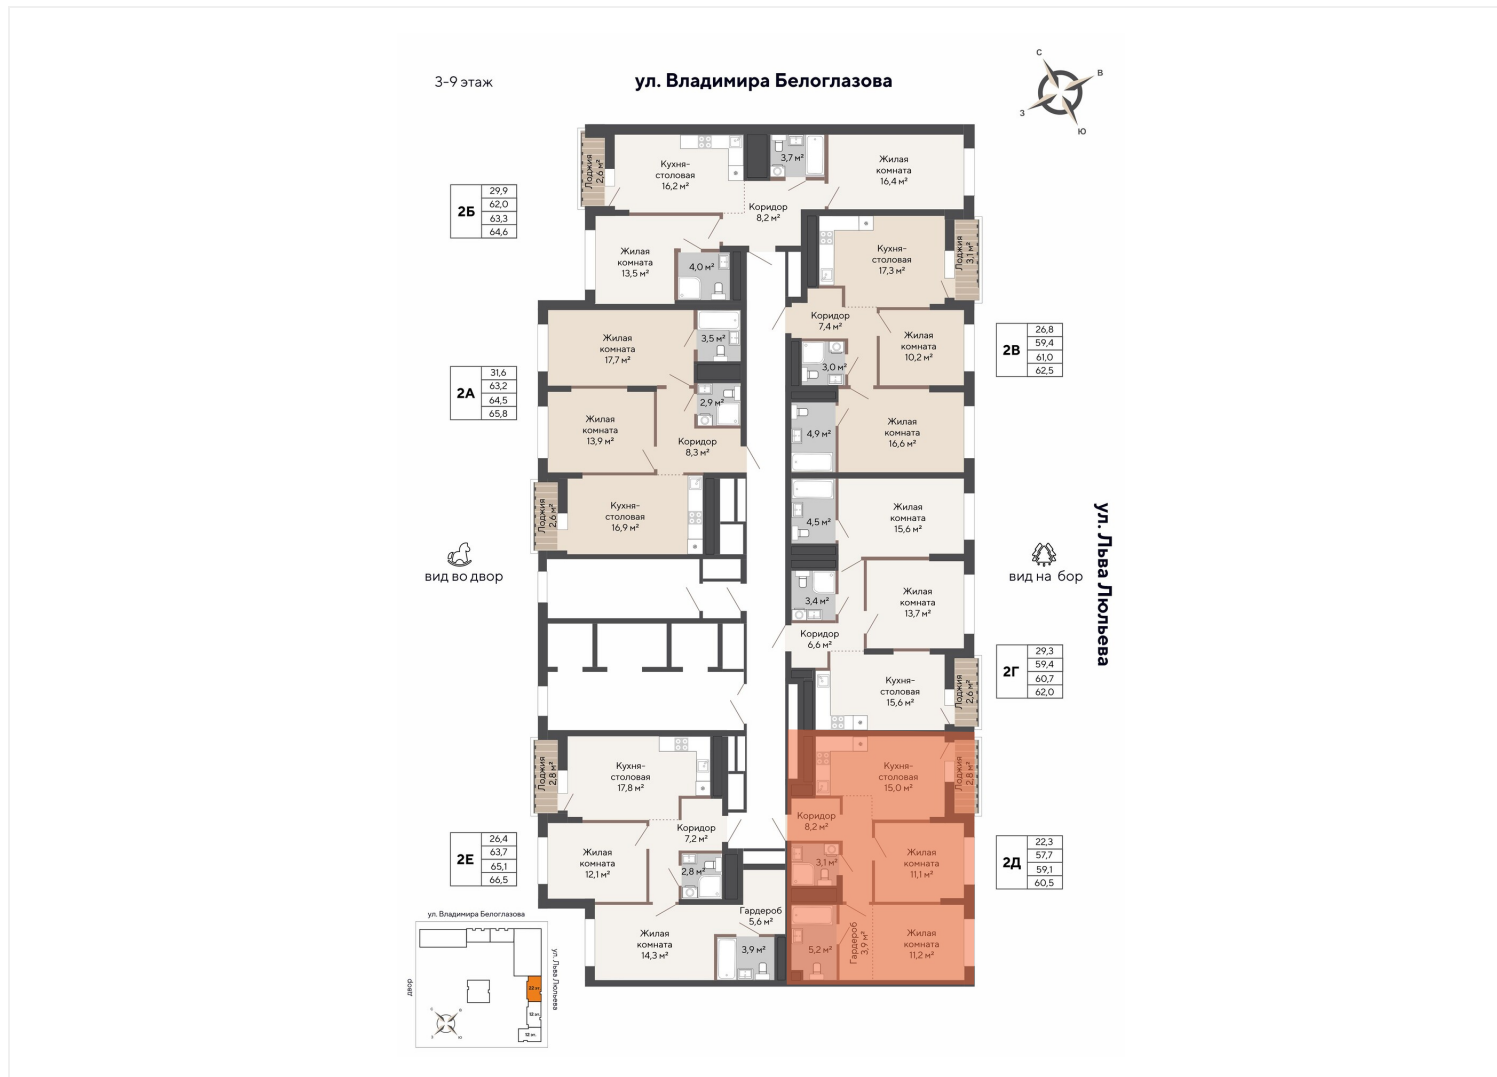 3-9 этаж
ул. Владимира Белоглазова
С
В
З
Ю
2Б
29,9
62,0
63,3
64,6
Лоджия
2,6 м²
Кухня-
столовая
16,2 м²
3,7 м²
Жилая
комната
16,4 м²
Коридор
8,2 м²
Жилая
комната
13,5 м²
4,0 м²
Кухня-
столовая
17,3 м²
Лоджия
3,1 м²
Коридор
7,4 м²
Жилая
комната
10,2 м²
3,0 м²
2В
26,8
59,4
61,0
62,5
Жилая
комната
17,7 м²
3,5 м²
2А
31,6
63,2
64,5
65,8
2,9 м²
Жилая
комната
13,9 м²
Коридор
8,3 м²
4,9 м²
Жилая
комната
16,6 м²
Лоджия
2,6 м²
Кухня-
столовая
16,9 м²
4,5 м²
Жилая
комната
15,6 м²
ул. Льва Люльева
вид во двор
вид на бор
3,4 м²
Жилая
комната
13,7 м²
Коридор
6,6 м²
Кухня-
столовая
15,6 м²
Лоджия
2,6 м²
2Г
29,3
59,4
60,7
62,0
Лоджия
2,8 м²
Кухня-
столовая
17,8 м²
Кухня-
столовая
15,0 м²
Лоджия
2,8 м²
Коридор
7,2 м²
Коридор
8,2 м²
2Е
26,4
63,7
65,1
66,5
Жилая
комната
12,1 м²
2,8 м²
3,1 м²
Жилая
комната
11,1 м²
2Д
22,3
57,7
59,1
60,5
Гардероб
5,6 м²
Жилая
комната
14,3 м²
3,9 м²
5,2 м²
Гардероб
3,9 м²
Жилая
комната
11,2 м²
ул. Владимира Белоглазова
двор
ул. Льва Люльева
22 эт.
12 эт.
12 эт.
С
В
З
Ю